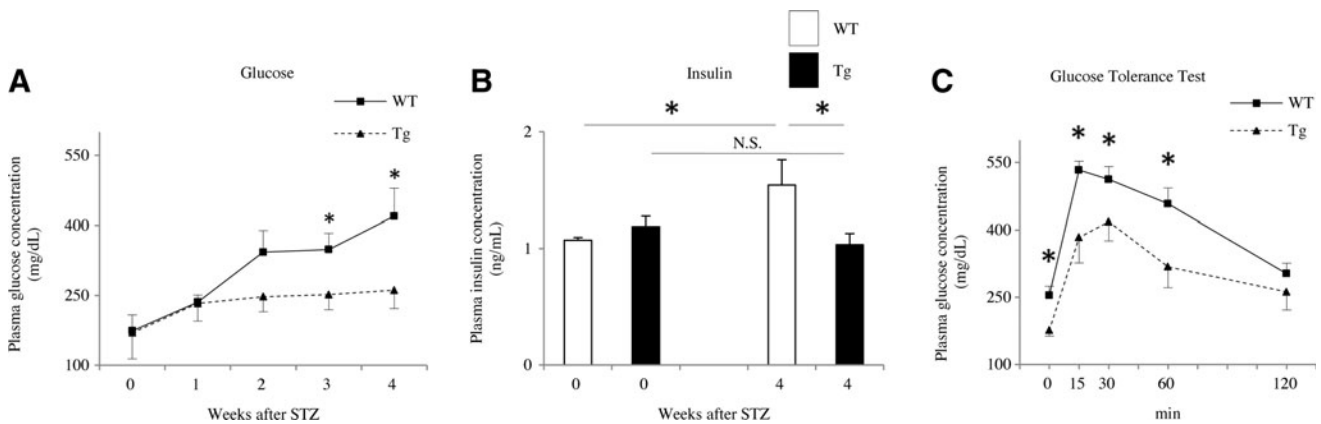 A
Glucose
WT
Tg
Plasma glucose concentration
(mg/dL)
550
400
250
100
*
*
0 1 2 3 4
Weeks after STZ
WT
Tg
B
Insulin
*
*
N.S.
Plasma insulin concentration
(ng/mL)
2
1
0
0 0 4 4
Weeks after STZ
C
Glucose Tolerance Test
WT
Tg
Plasma glucose concentration
(mg/dL)
550
400
250
100
*
*
*
*
0 15 30 60 120
min